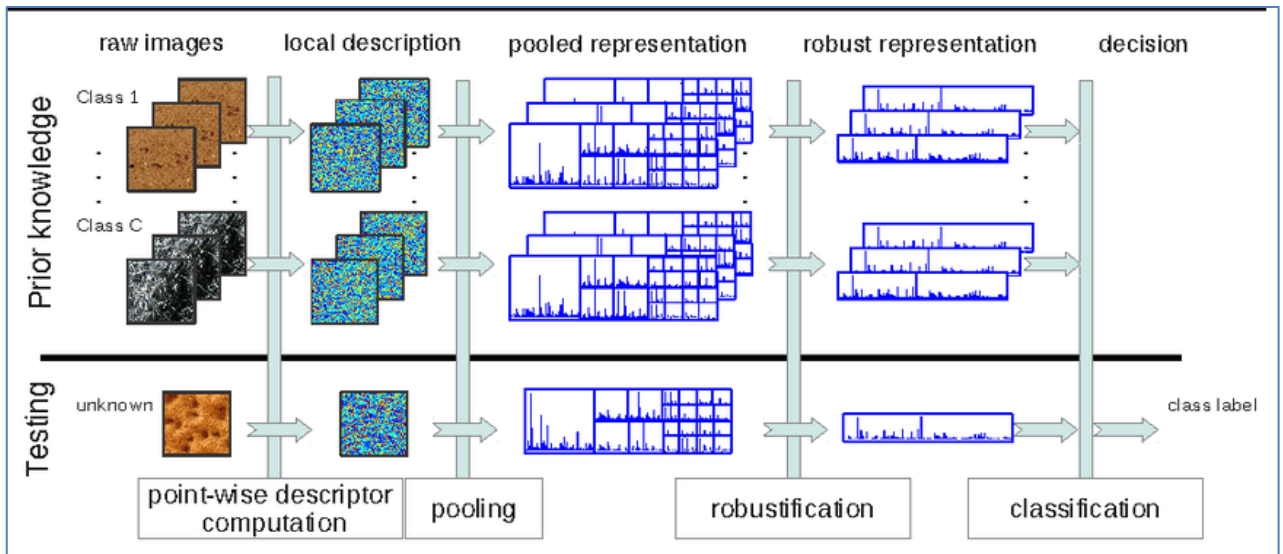 raw images
local description
pooled representation
robust representation
decision
Prior knowledge
Class 1
Class C
Testing
unknown
class label
point-wise descriptor
computation
pooling
robustification
classification